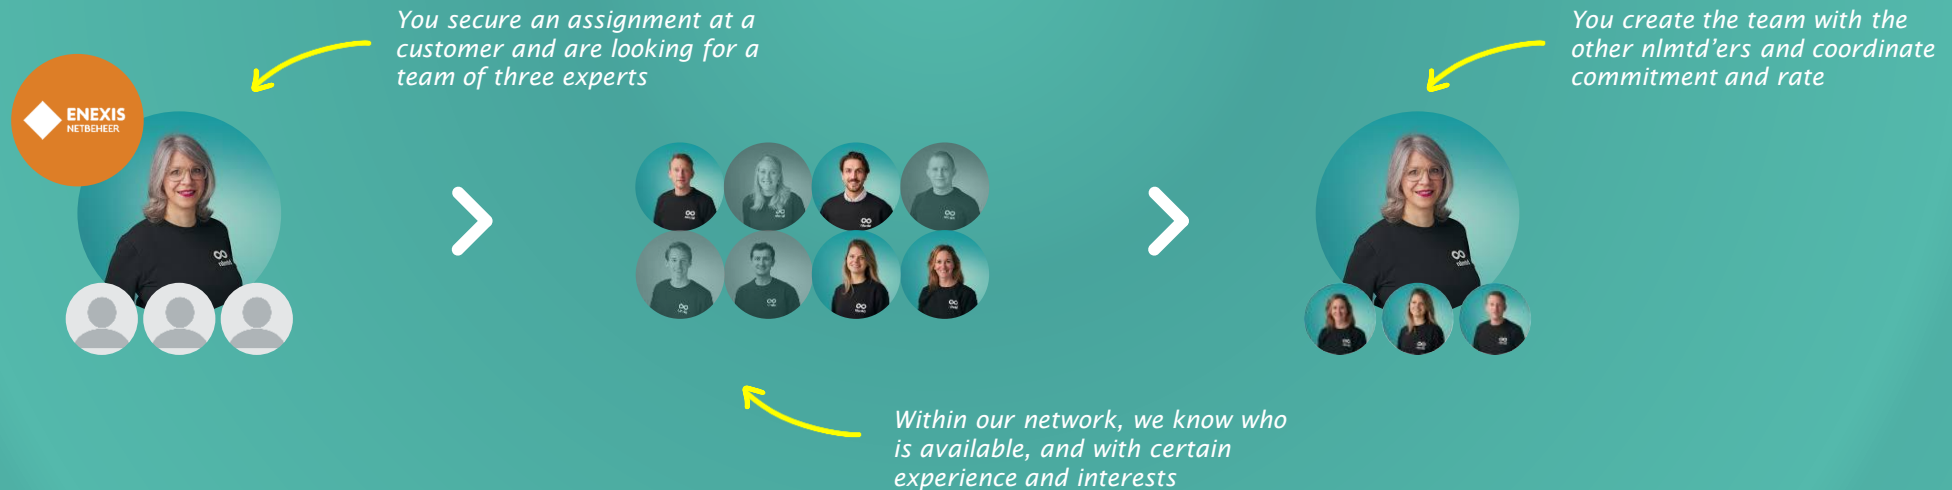 You secure an assignment at a
customer and are looking for a
team of three experts
You create the team with the
other nlmtd’ers and coordinate
commitment and rate
ENEXIS
NETBEHEER
Within our network, we know who
is available, and with certain
experience and interests